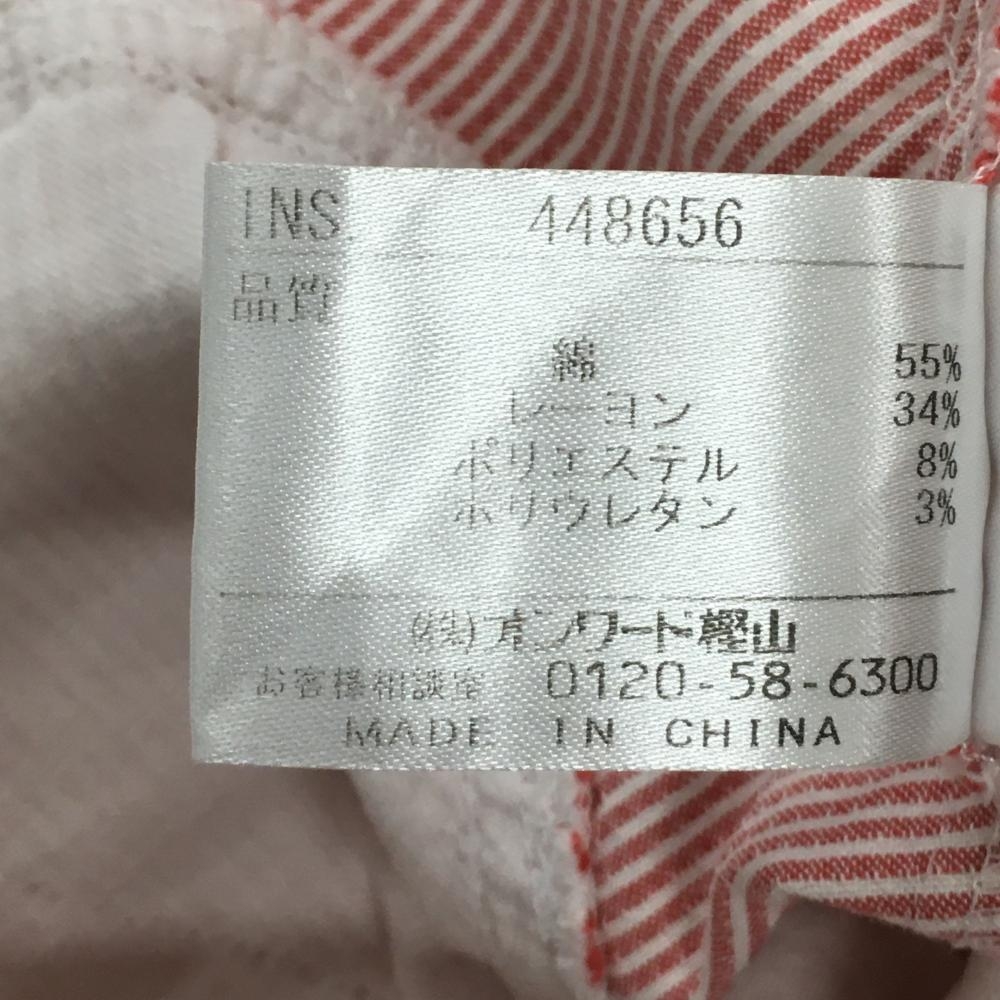 INS. 448656
品質
綿 55%
レーヨン 34%
ポリエステル 8%
ポリウレタン 3%
(株)オンワード樫山
お客様相談室 0120-58-6300
MADE IN CHINA